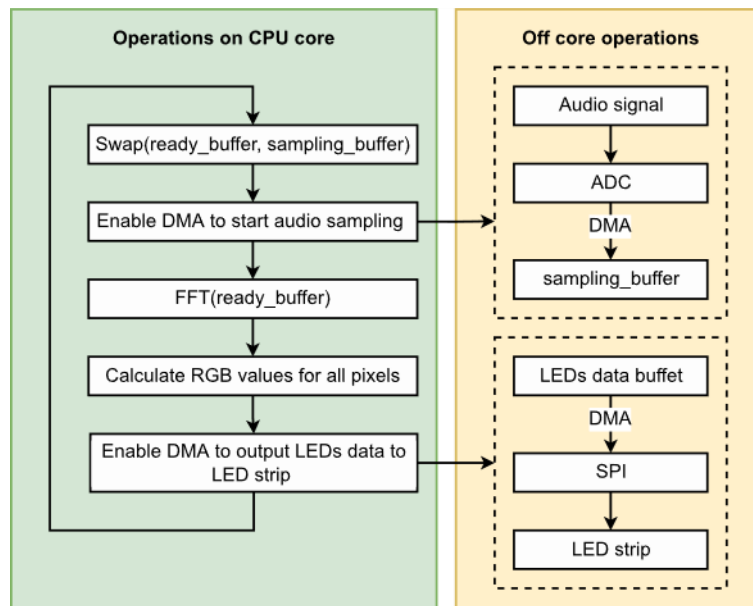 Operations on CPU core
Swap(ready_buffer, sampling_buffer)
Enable DMA to start audio sampling
FFT(ready_buffer)
Calculate RGB values for all pixels
Enable DMA to output LEDs data to
LED strip
Off core operations
Audio signal
ADC
DMA
sampling_buffer
LEDs data buffet
DMA
SPI
LED strip